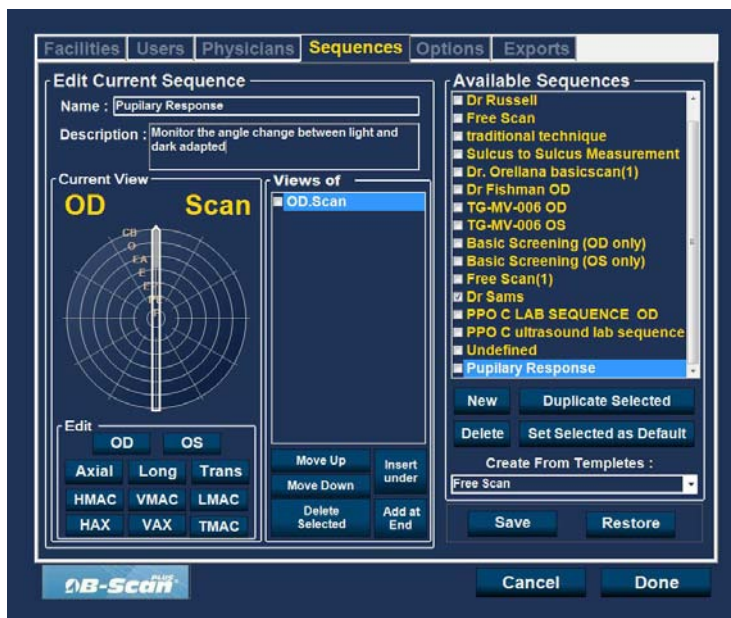 Facilities Users Physicians Sequences Options Exports
Edit Current Sequence
Name : Pupilary Response
Description : Monitor the angle change between light and
dark adapted
Current View
OD Scan
CB
O
EA
E
Views of
OD.Scan
Edit
OD OS
Axial Long Trans
HMAC VMAC LMAC
HAX VAX TMAC
Move Up
Move Down
Delete
Selected
Insert
under
Add at
End
Available Sequences
Dr Russell
Free Scan
traditional technique
Sulcus to Sulcus Measurement
Dr. Orellana basicscan(1)
Dr Fishman OD
TG-MV-006 OD
TG-MV-006 OS
Basic Screening (OD only)
Basic Screening (OS only)
Free Scan(1)
Dr Sams
PPO C LAB SEQUENCE OD
PPO C ultrasound lab sequence
Undefined
Pupilary Response
New Duplicate Selected
Delete Set Selected as Default
Create From Templetes :
Free Scan
Save Restore
B-Scan PLUS
Cancel Done